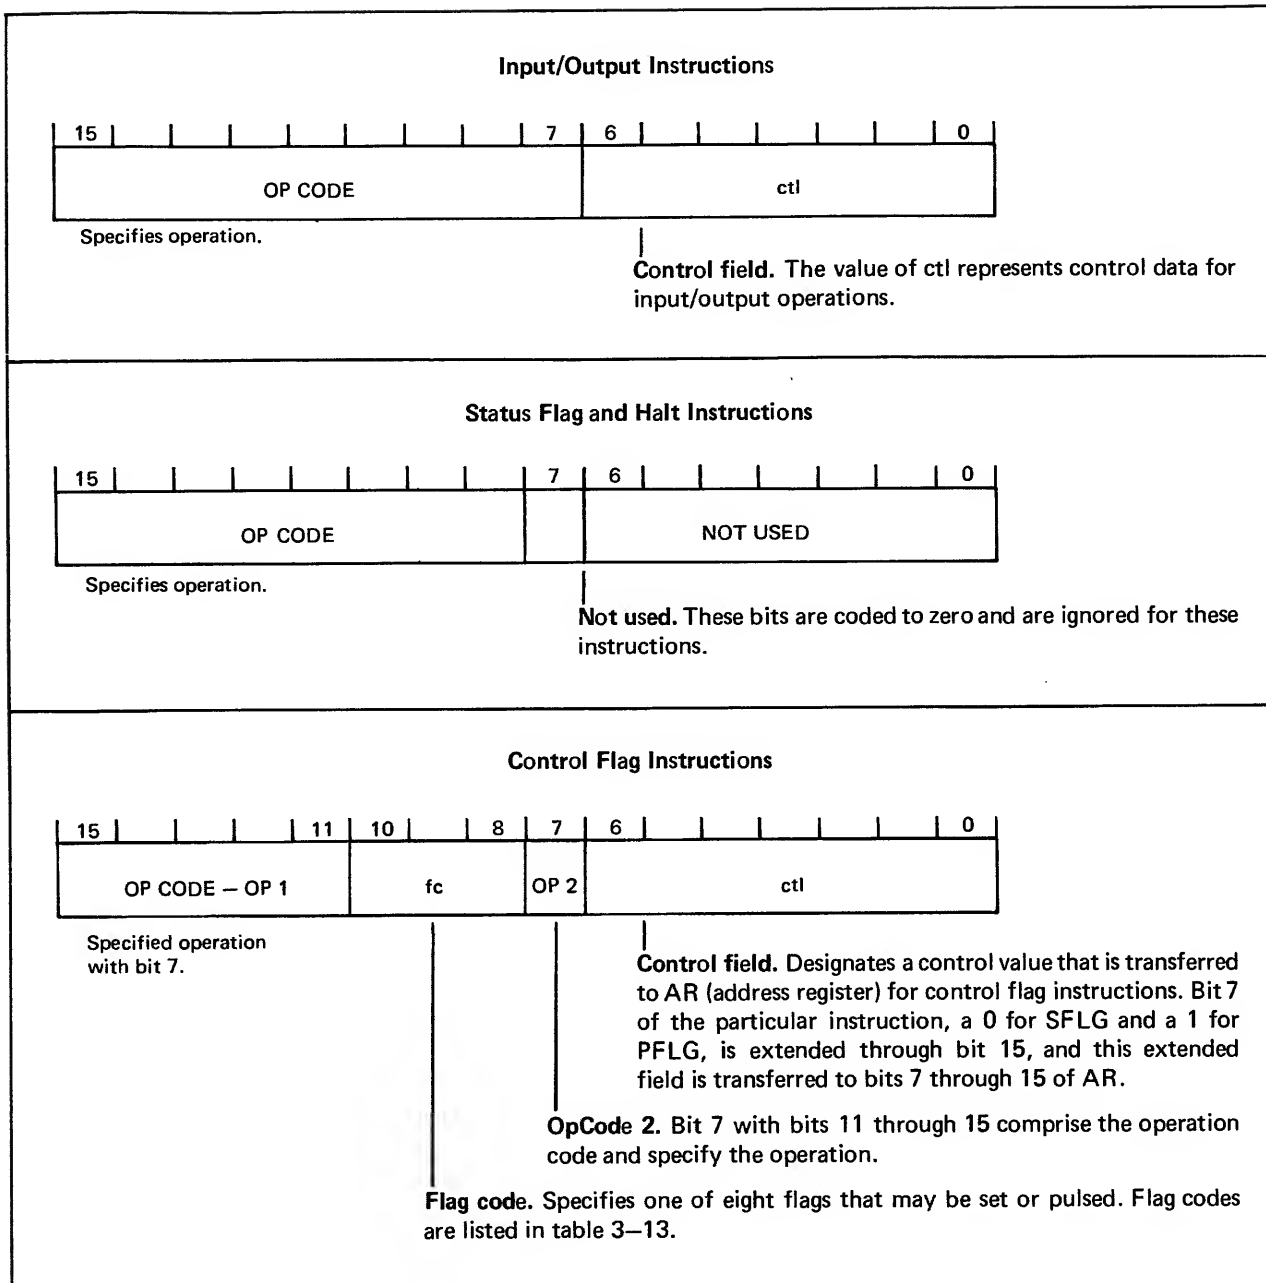 Input/Output Instructions
15 7 6 0
OP CODE ctl
Specifies operation.
Control field. The value of ctl represents control data for
input/output operations.
Status Flag and Halt Instructions
15 7 6 0
OP CODE NOT USED
Specifies operation.
Not used. These bits are coded to zero and are ignored for these
instructions.
Control Flag Instructions
15 11 10 8 7 6 0
OP CODE – OP 1 fc OP 2 ctl
Specified operation
with bit 7.
Control field. Designates a control value that is transferred
to AR (address register) for control flag instructions. Bit 7
of the particular instruction, a 0 for SFLG and a 1 for
PFLG, is extended through bit 15, and this extended
field is transferred to bits 7 through 15 of AR.
OpCode 2. Bit 7 with bits 11 through 15 comprise the operation
code and specify the operation.
Flag code. Specifies one of eight flags that may be set or pulsed. Flag codes
are listed in table 3–13.